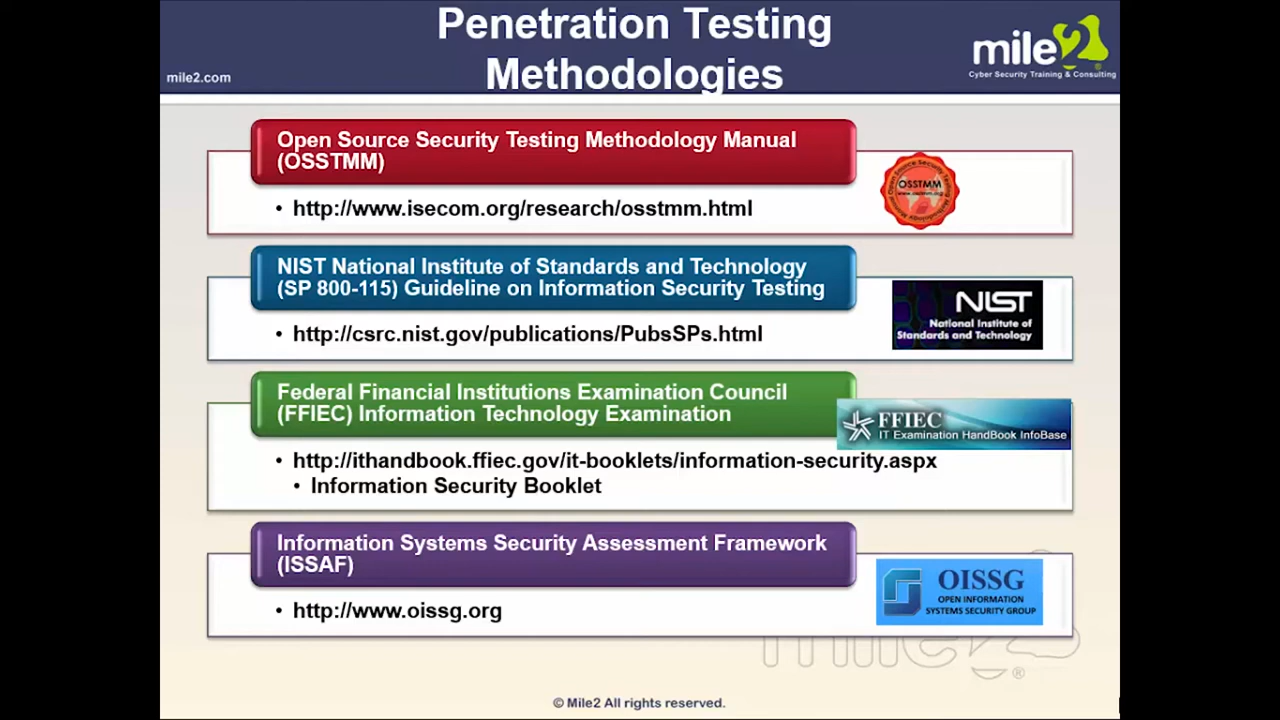 Penetration Testing
Methodologies
mile2.com
mile2
Cyber Security Training & Consulting
Open Source Security Testing Methodology Manual
(OSSTMM)
• http://www.isecom.org/research/osstmm.html
OSSTMM
NIST National Institute of Standards and Technology
(SP 800-115) Guideline on Information Security Testing
• http://csrc.nist.gov/publications/PubsSPs.html
NIST
National Institute of
Standards and Technology
Federal Financial Institutions Examination Council
(FFIEC) Information Technology Examination
FFIEC
IT Examination HandBook InfoBase
• http://ithandbook.ffiec.gov/it-booklets/information-security.aspx
• Information Security Booklet
Information Systems Security Assessment Framework
(ISSAF)
• http://www.oissg.org
OISSG
OPEN INFORMATION
SYSTEMS SECURITY GROUP
mile2
®
© Mile2 All rights reserved.